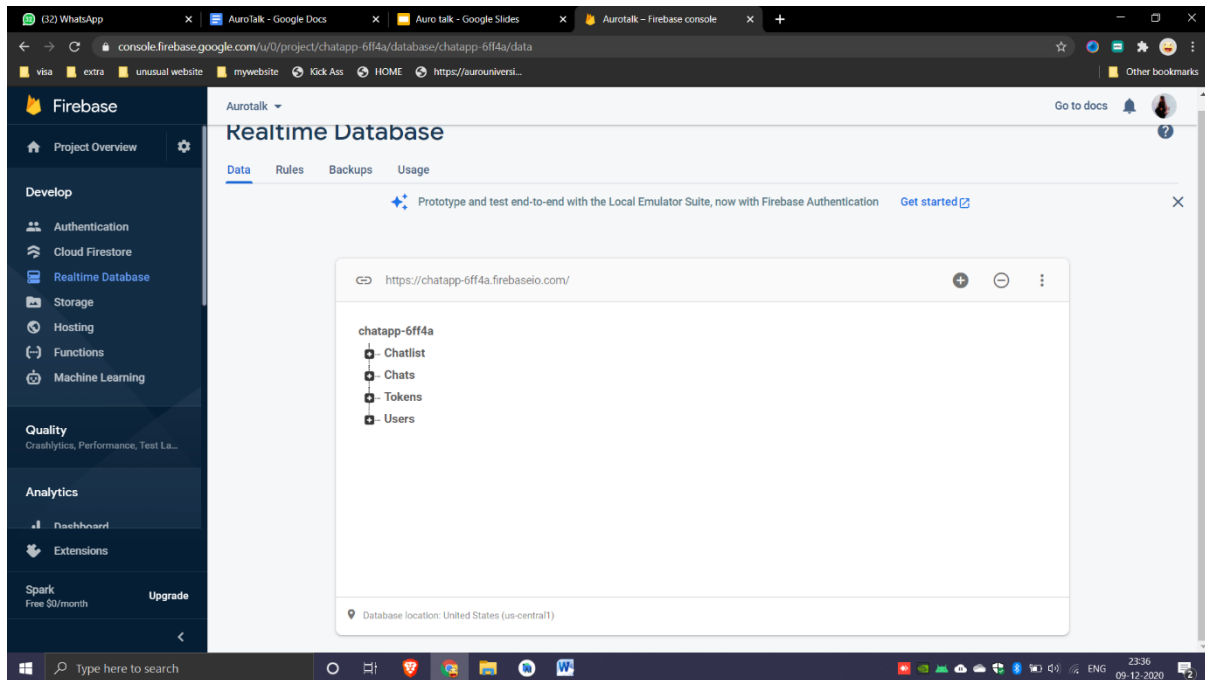 (32) WhatsApp
AuroTalk - Google Docs
Auro talk - Google Slides
Aurotalk – Firebase console
console.firebase.google.com/u/0/project/chatapp-6ff4a/database/chatapp-6ff4a/data
visa extra unusual website mywebsite Kick Ass HOME https://aurouniversi... Other bookmarks
Firebase
Project Overview
Develop
Authentication
Cloud Firestore
Realtime Database
Storage
Hosting
Functions
Machine Learning
Quality
Crashlytics, Performance, Test La...
Analytics
Dashboard
Extensions
Spark
Free $0/month
Upgrade
Aurotalk
Go to docs
Realtime Database
Data Rules Backups Usage
Prototype and test end-to-end with the Local Emulator Suite, now with Firebase Authentication Get started
https://chatapp-6ff4a.firebaseio.com/
chatapp-6ff4a
Chatlist
Chats
Tokens
Users
Database location: United States (us-central1)
Type here to search
ENG
23:36
09-12-2020